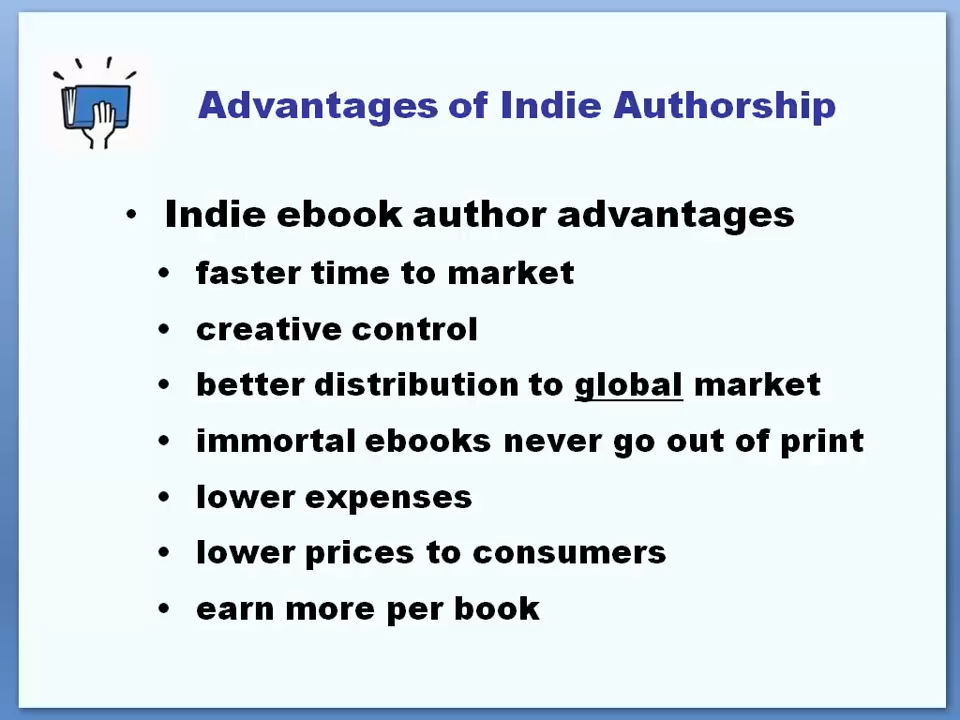 Advantages of Indie Authorship
• Indie ebook author advantages
• faster time to market
• creative control
• better distribution to global market
• immortal ebooks never go out of print
• lower expenses
• lower prices to consumers
• earn more per book